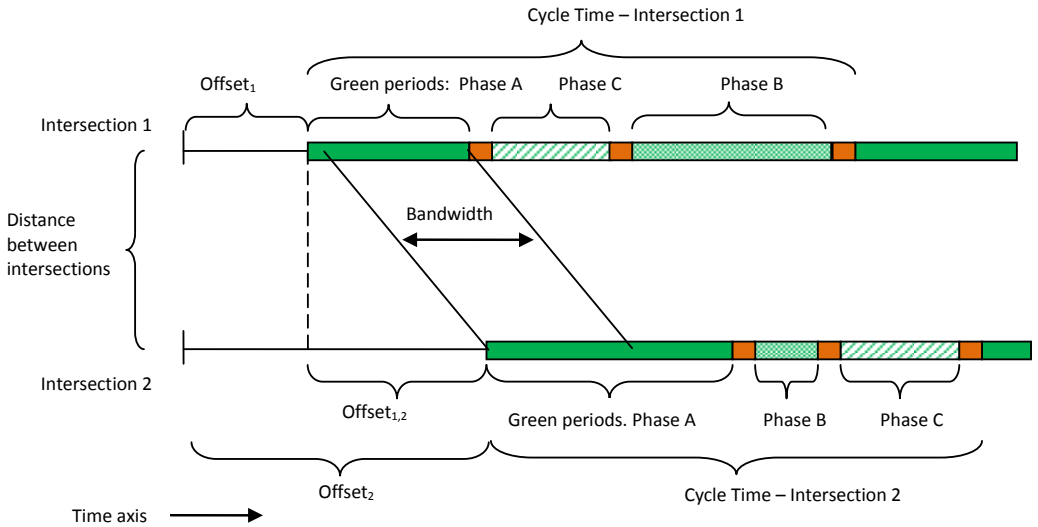 Cycle Time – Intersection 1
Offset₁
Green periods: Phase A
Phase C
Phase B
Intersection 1
Distance
between
intersections
Bandwidth
Intersection 2
Offset₁,₂
Green periods. Phase A
Phase B
Phase C
Offset₂
Cycle Time – Intersection 2
Time axis